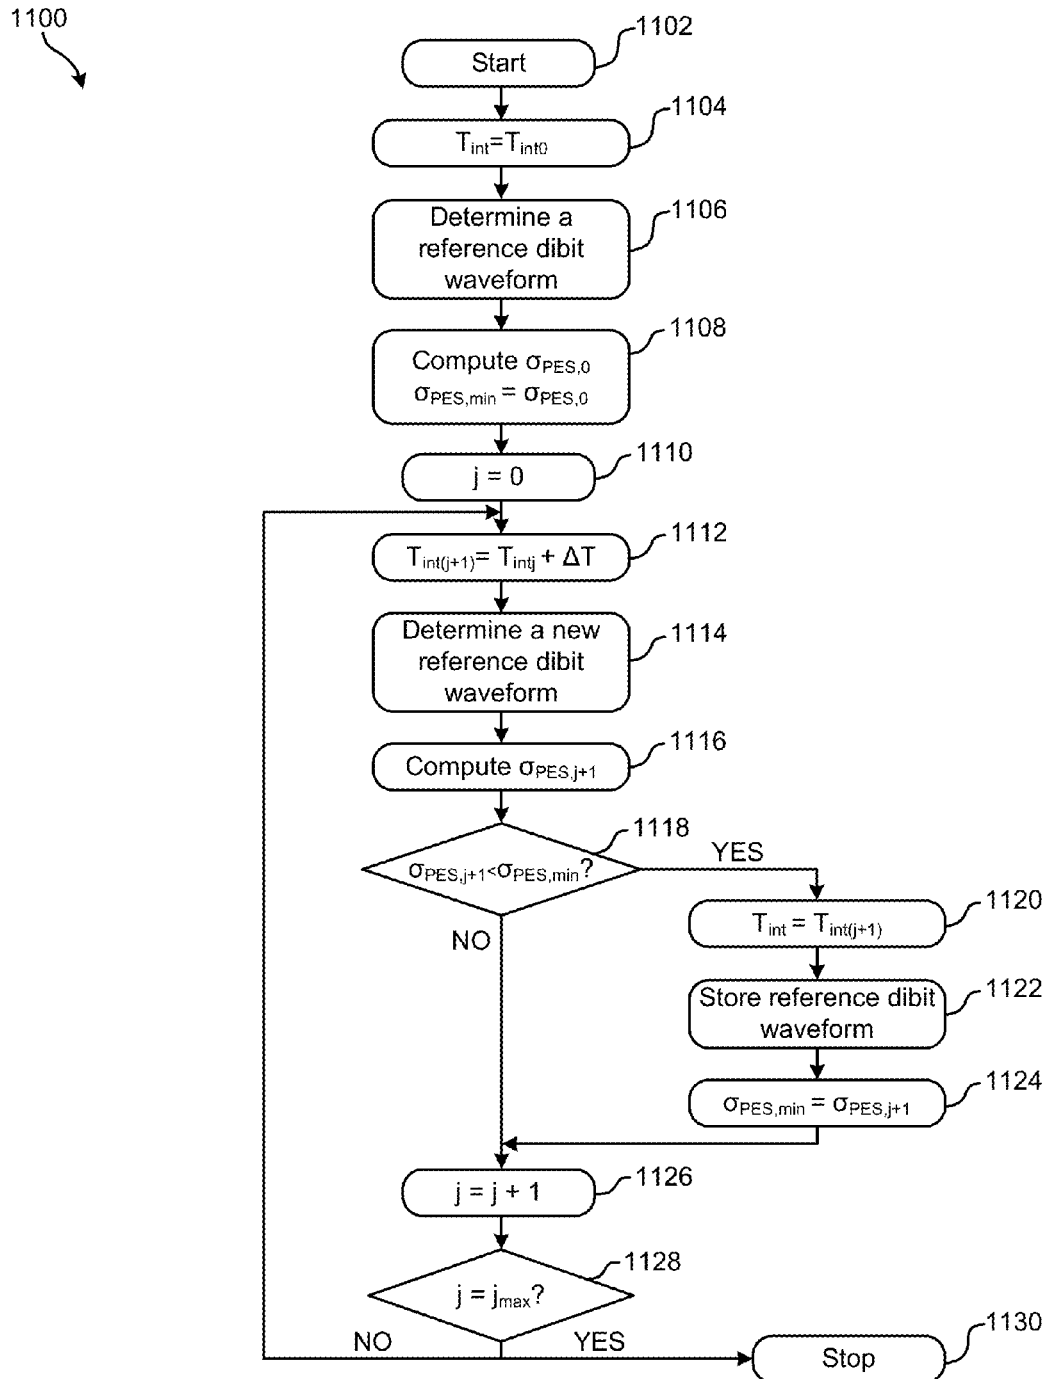 1100
1102
Start
1104
T_int=T_int0
1106
Determine a
reference dibit
waveform
1108
Compute σ_PES,0
σ_PES,min = σ_PES,0
1110
j = 0
1112
T_int(j+1)= T_intj + ΔT
1114
Determine a new
reference dibit
waveform
1116
Compute σ_PES,j+1
1118
σ_PES,j+1<σ_PES,min?
YES
NO
1120
T_int = T_int(j+1)
1122
Store reference dibit
waveform
1124
σ_PES,min = σ_PES,j+1
1126
j = j + 1
1128
j = j_max?
NO
YES
1130
Stop